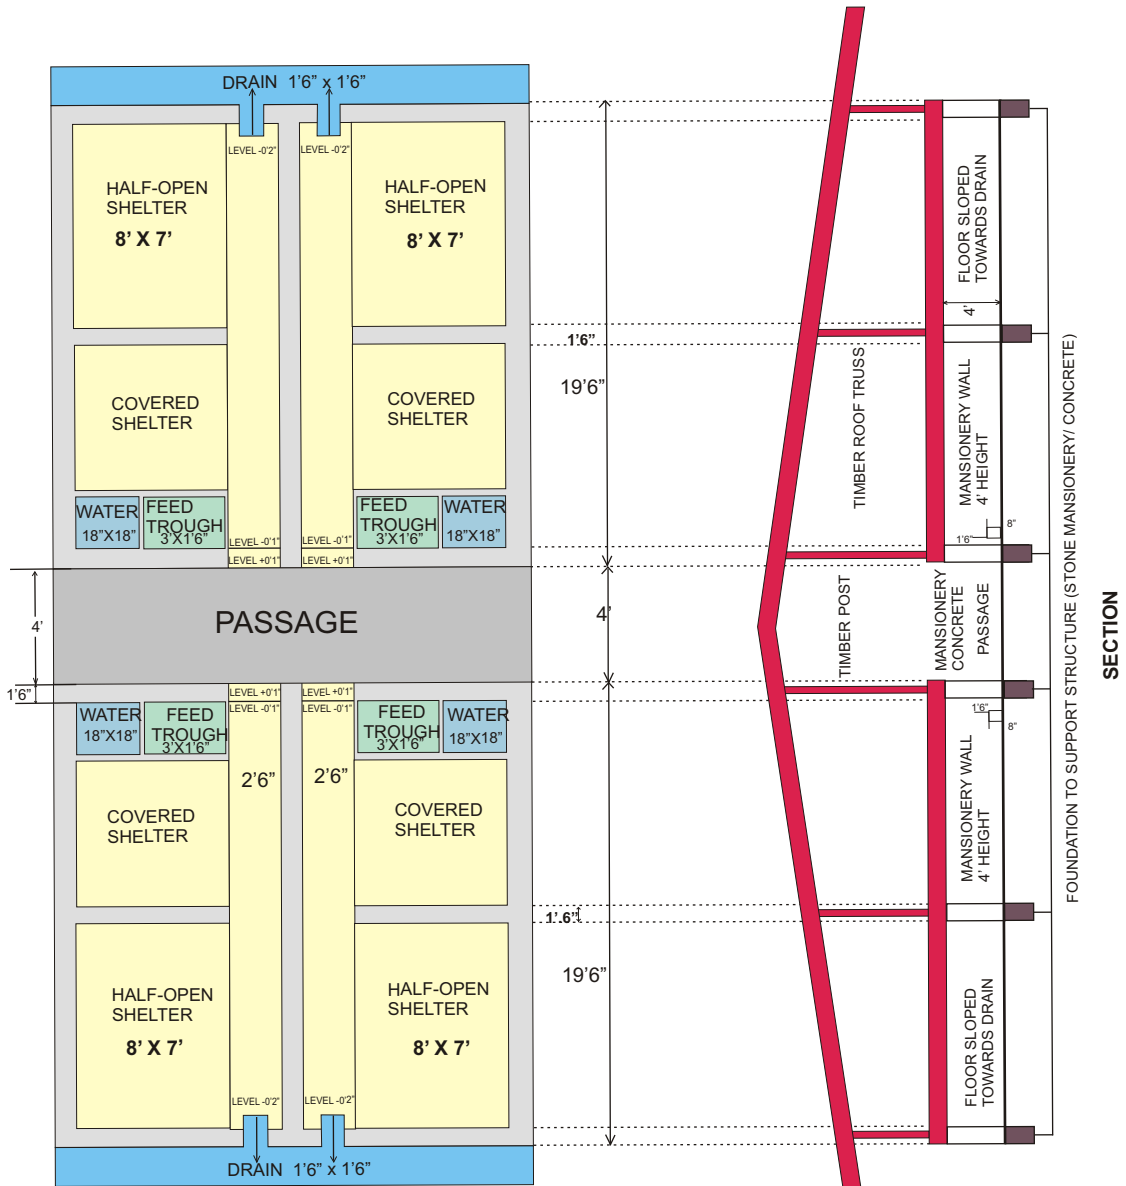 DRAIN 1'6" x 1'6"
LEVEL -0'2"
LEVEL -0'2"
HALF-OPEN
SHELTER
8' X 7'
HALF-OPEN
SHELTER
8' X 7'
COVERED
SHELTER
COVERED
SHELTER
WATER
18"X18"
FEED
TROUGH
3'X1'6"
FEED
TROUGH
3'X1'6"
WATER
18"X18"
LEVEL -0'1"
LEVEL -0'1"
LEVEL +0'1"
LEVEL +0'1"
PASSAGE
4'
1'6"
LEVEL +0'1"
LEVEL +0'1"
LEVEL -0'1"
LEVEL -0'1"
WATER
18"X18"
FEED
TROUGH
3'X1'6"
FEED
TROUGH
3'X1'6"
WATER
18"X18"
2'6"
2'6"
COVERED
SHELTER
COVERED
SHELTER
HALF-OPEN
SHELTER
8' X 7'
HALF-OPEN
SHELTER
8' X 7'
LEVEL -0'2"
LEVEL -0'2"
DRAIN 1'6" x 1'6"
1'6"
19'6"
4'
1'.6"
19'6"
TIMBER ROOF TRUSS
TIMBER POST
FLOOR SLOPED
TOWARDS DRAIN
4'
MANSIONERY WALL
4' HEIGHT
8"
1'6"
MANSIONERY
CONCRETE
PASSAGE
1'6"
8"
MANSIONERY WALL
4' HEIGHT
FLOOR SLOPED
TOWARDS DRAIN
FOUNDATION TO SUPPORT STRUCTURE (STONE MANSIONERY/ CONCRETE)
SECTION